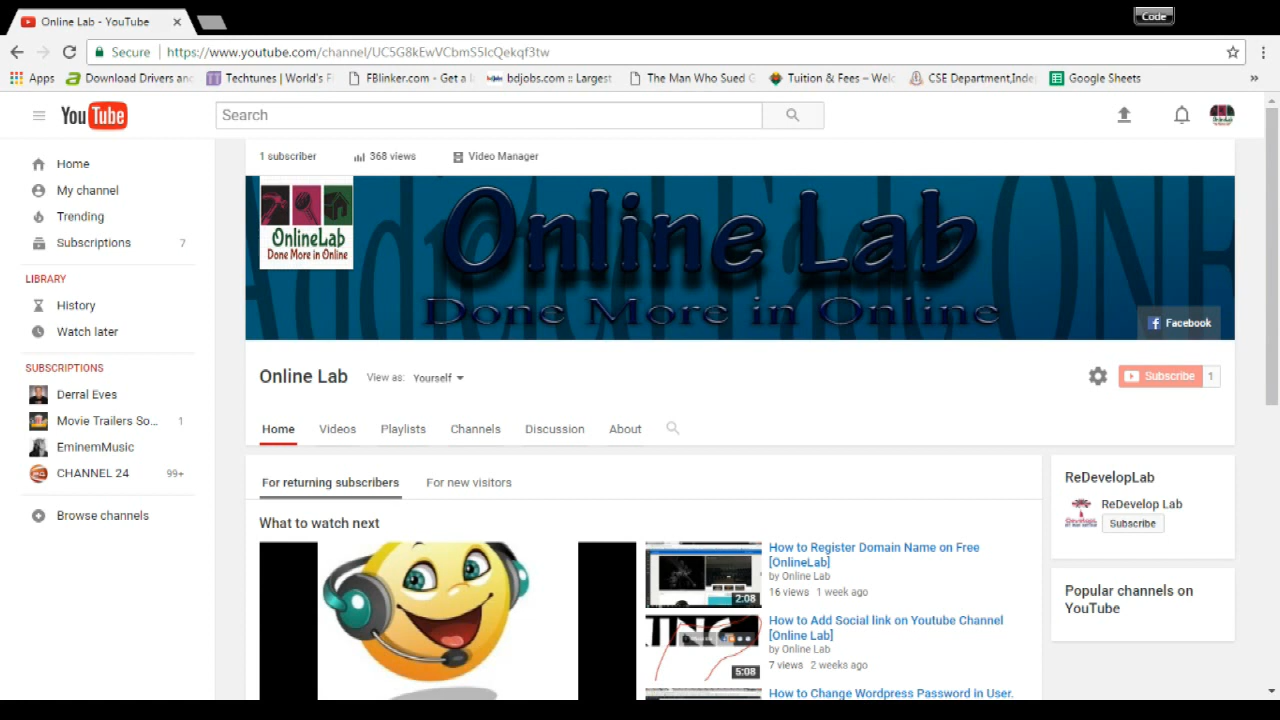 Online Lab - YouTube
Code
Secure
https://www.youtube.com/channel/UC5G8kEwVCbmS5IcQekqf3tw
Apps
Download Drivers anc
Techtunes | World's F
FBlinker.com - Get a l
bdjobs.com :: Largest
The Man Who Sued G
Tuition & Fees – Welc
CSE Department,Inde
Google Sheets
YouTube
Search
1 subscriber
368 views
Video Manager
Home
My channel
Trending
Subscriptions 7
LIBRARY
History
Watch later
SUBSCRIPTIONS
Derral Eves
Movie Trailers So... 1
EminemMusic
CHANNEL 24 99+
Browse channels
OnlineLab
Done More in Online
Online Lab
Done More in Online
Facebook
Online Lab
View as: Yourself
Subscribe 1
Home Videos Playlists Channels Discussion About
For returning subscribers For new visitors
What to watch next
2:08
How to Register Domain Name on Free
[OnlineLab]
by Online Lab
16 views 1 week ago
5:08
How to Add Social link on Youtube Channel
[Online Lab]
by Online Lab
7 views 2 weeks ago
How to Change Wordpress Password in User.
ReDevelopLab
ReDevelop Lab
Subscribe
Popular channels on
YouTube